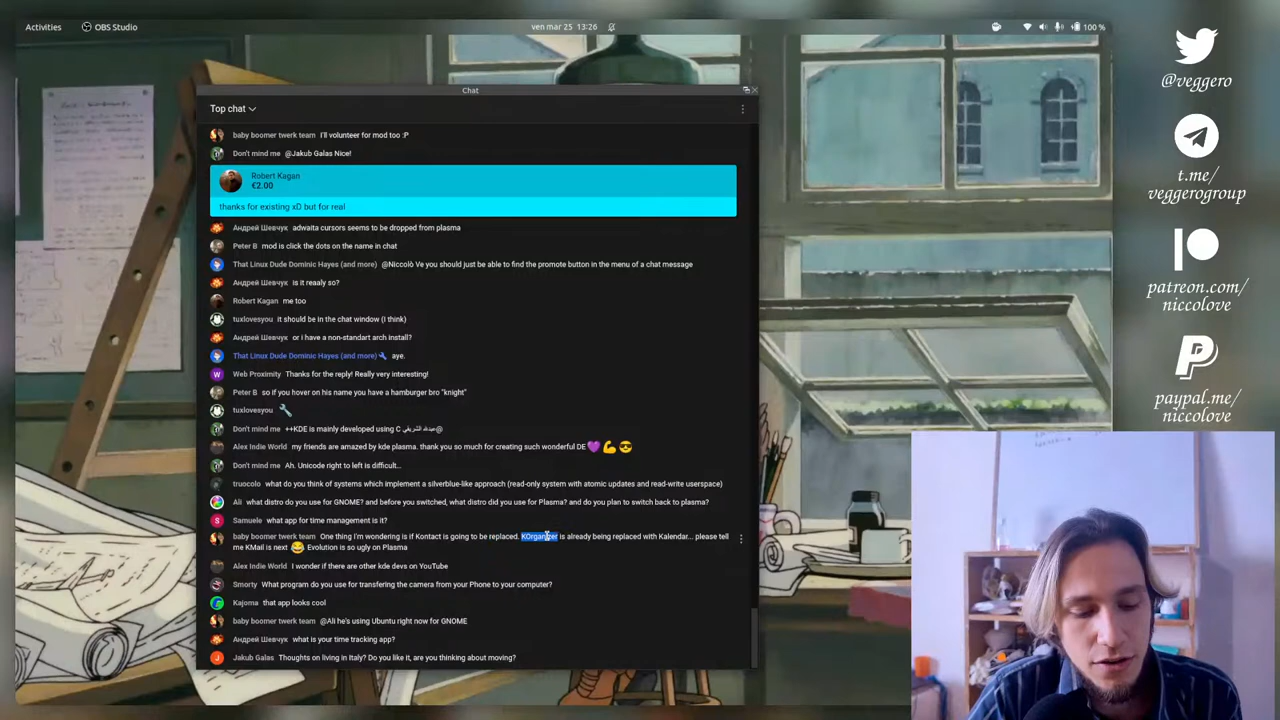 Activities OBS Studio ven mar 25 13:26 100 %
@veggero
t.me/
veggerogroup
patreon.com/
niccolove
paypal.me/
niccolove
Chat
Top chat
baby boomer twerk team I'll volunteer for mod too :P
Don't mind me @Jakub Galas Nice!
Robert Kagan
€2.00
thanks for existing xD but for real
Андрей Шевчук adwaita cursors seems to be dropped from plasma
Peter B mod is click the dots on the name in chat
That Linux Dude Dominic Hayes (and more) @Niccolò Ve you should just be able to find the promote button in the menu of a chat message
Андрей Шевчук is it reaaly so?
Robert Kagan me too
tuxlovesyou It should be in the chat window (I think)
Андрей Шевчук or i have a non-standart arch install?
That Linux Dude Dominic Hayes (and more) aye.
W Web Proximity Thanks for the reply! Really very interesting!
Peter B so if you hover on his name you have a hamburger bro "knight"
tuxlovesyou 🔧
Don't mind me ++KDE is mainly developed using C @عبدالله الشريفي
Alex Indie World my friends are amazed by kde plasma. thank you so much for creating such wonderful DE💜💪😎
Don't mind me Ah. Unicode right to left is difficult...
truocolo what do you think of systems which implement a silverblue-like approach (read-only system with atomic updates and read-write userspace)
Ali what distro do you use for GNOME? and before you switched, what distro did you use for Plasma? and do you plan to switch back to plasma?
S Samuele what app for time management is it?
baby boomer twerk team One thing I'm wondering is if Kontact is going to be replaced. KOrganizer is already being replaced with Kalendar... please tell
me KMail is next 😂 Evolution is so ugly on Plasma
Alex Indie World I wonder if there are other kde devs on YouTube
Smorty What program do you use for transfering the camera from your Phone to your computer?
Kajoma that app looks cool
baby boomer twerk team @Ali he's using Ubuntu right now for GNOME
Андрей Шевчук what is your time tracking app?
J Jakub Galas Thoughts on living in Italy? Do you like it, are you thinking about moving?